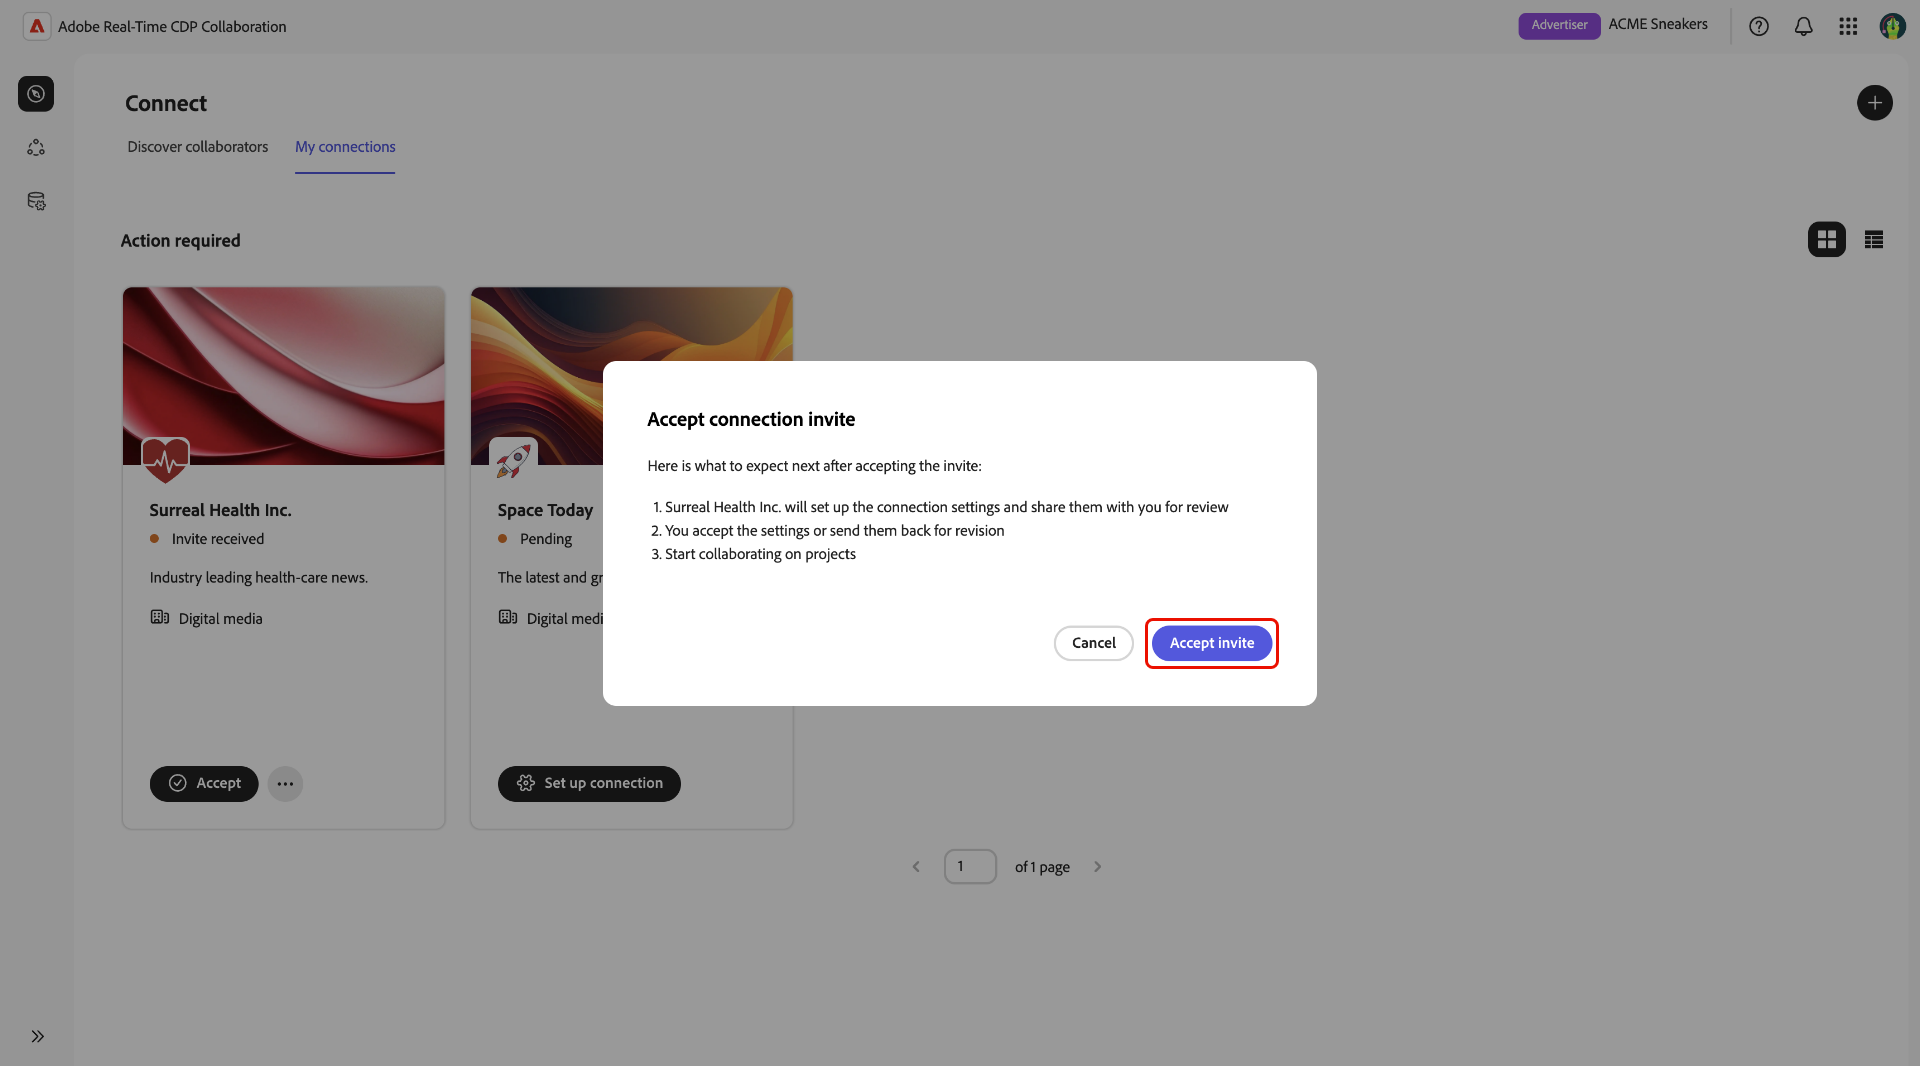 Adobe Real-Time CDP Collaboration
Advertiser
ACME Sneakers
Connect
Discover collaborators
My connections
Action required
Surreal Health Inc.
Invite received
Industry leading health-care news.
Digital media
Accept
Space Today
Pending
The latest and gr
Digital medi
Set up connection
Accept connection invite
Here is what to expect next after accepting the invite:
1. Surreal Health Inc. will set up the connection settings and share them with you for review
2. You accept the settings or send them back for revision
3. Start collaborating on projects
Cancel
Accept invite
1
of 1 page